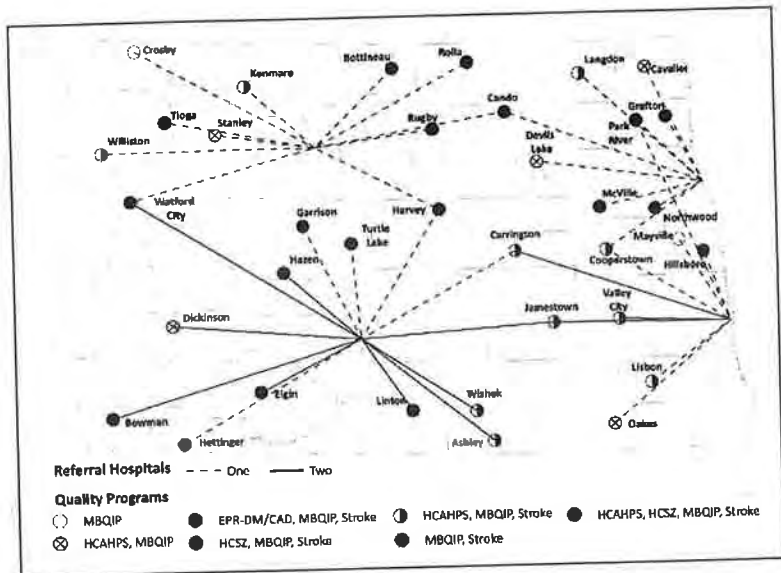 Crosby
Bottineau
Rolla
Langdon
Cavalier
Kenmare
Tioga
Stanley
Cando
Grafton
Park
River
Williston
Rugby
Devils
Lake
Watford
City
Garrison
Harvey
McVille
Northwood
Turtle
Lake
Mayville
Carrington
Cooperstown
Hillsboro
Hazen
Valley
City
Dickinson
Jamestown
Lisbon
Elgin
Linton
Wishek
Bowman
Oakes
Hettinger
Ashley
Referral Hospitals One Two
Quality Programs
MBQIP EPR-DM/CAD, MBQIP, Stroke HCAHPS, MBQIP, Stroke HCAHPS, HCSZ, MBQIP, Stroke
HCAHPS, MBQIP HCSZ, MBQIP, Stroke MBQIP, Stroke